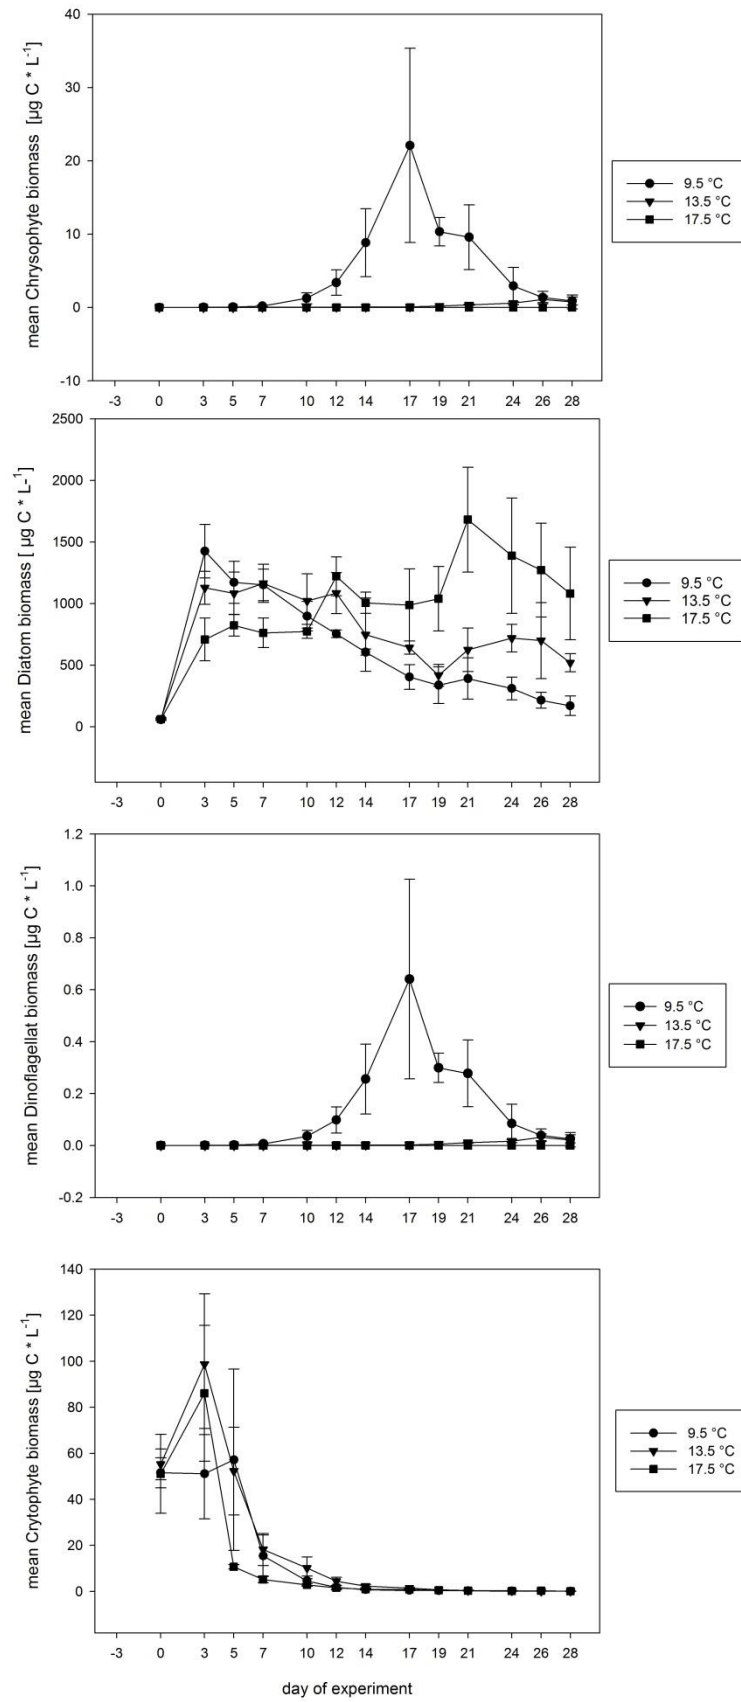 mean Chrysophyte biomass [µg C * L⁻¹]
40
30
20
10
0
-10
-3 0 3 5 7 10 12 14 17 19 21 24 26 28
9.5 °C
13.5 °C
17.5 °C
mean Diatom biomass [ µg C * L-¹]
2500
2000
1500
1000
500
0
-3 0 3 5 7 10 12 14 17 19 21 24 26 28
9.5 °C
13.5 °C
17.5 °C
mean Dinoflagellat biomass [µg C * L⁻¹]
1.2
1.0
0.8
0.6
0.4
0.2
0.0
-0.2
-3 0 3 5 7 10 12 14 17 19 21 24 26 28
9.5 °C
13.5 °C
17.5 °C
mean Crytophyte biomass [µg C * L⁻¹]
140
120
100
80
60
40
20
0
-3 0 3 5 7 10 12 14 17 19 21 24 26 28
9.5 °C
13.5 °C
17.5 °C
day of experiment